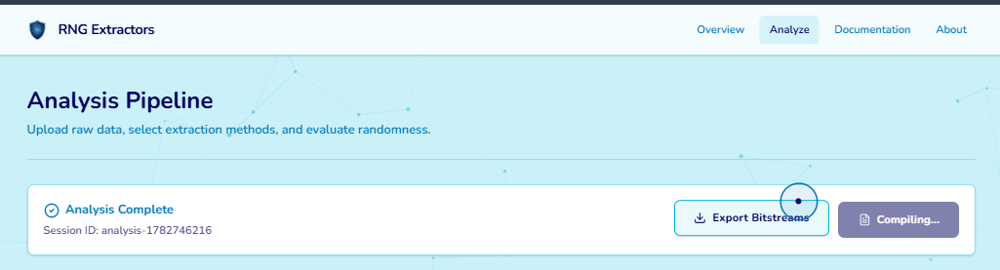 RNG Extractors
Overview
Analyze
Documentation
About
Analysis Pipeline
Upload raw data, select extraction methods, and evaluate randomness.
Analysis Complete
Session ID: analysis-1782746216
Export Bitstreams
Compiling...